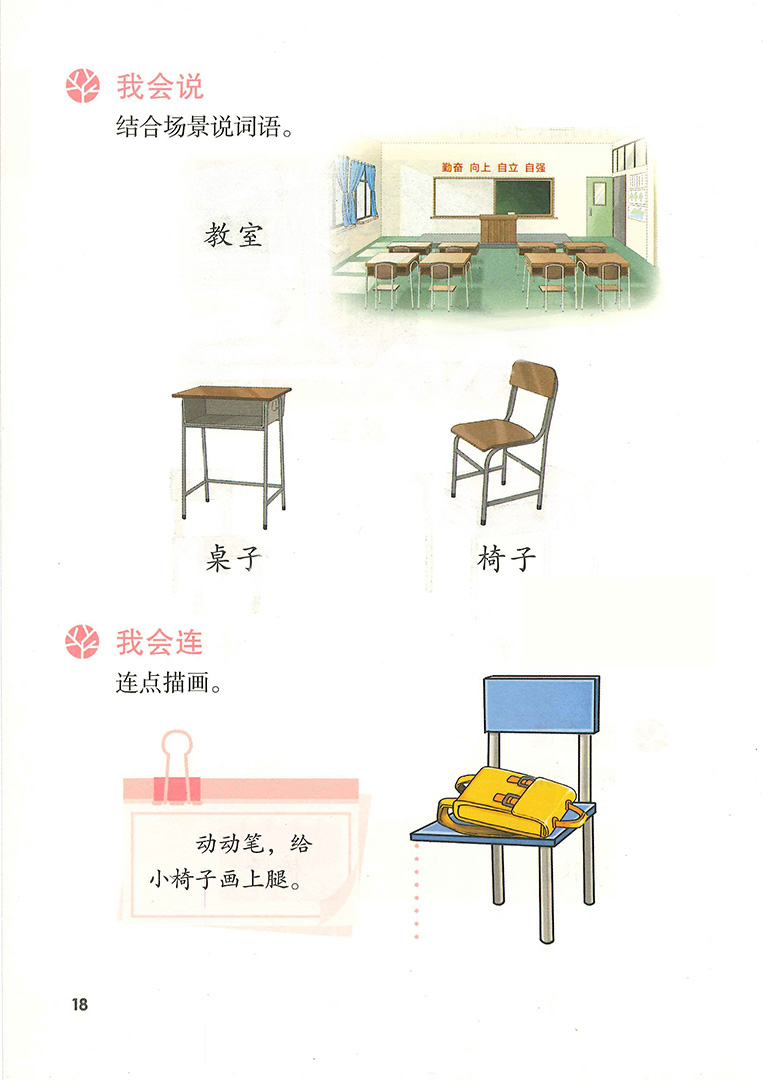 我会说
结合场景说词语。
勤奋 向上 自立 自强
教室
桌子
椅子
我会连
连点描画。
动动笔，给
小椅子画上腿。
18